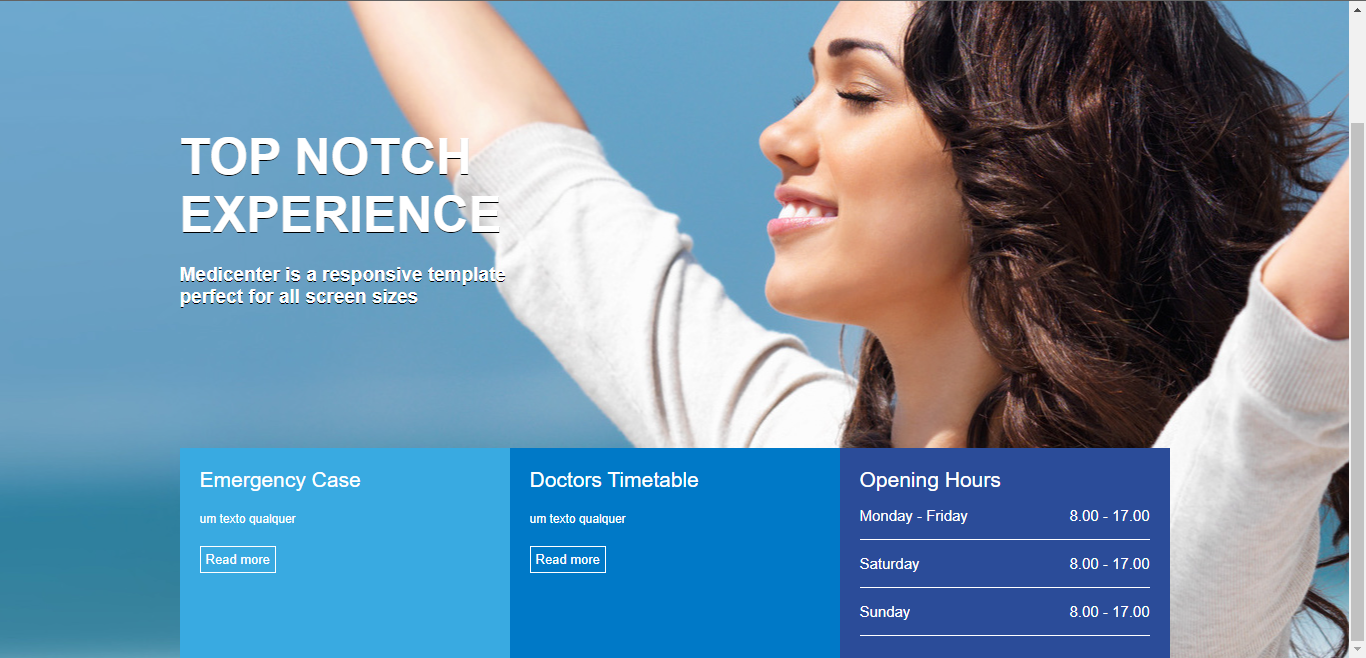 TOP NOTCH
EXPERIENCE
Medicenter is a responsive template
perfect for all screen sizes
Emergency Case
um texto qualquer
Read more
Doctors Timetable
um texto qualquer
Read more
Opening Hours
Monday - Friday 8.00 - 17.00
Saturday 8.00 - 17.00
Sunday 8.00 - 17.00